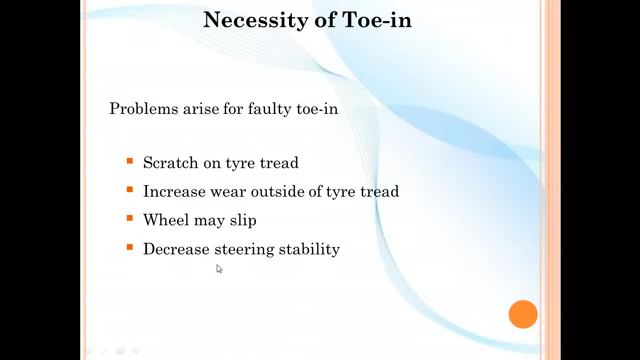 Necessity of Toe-in
Problems arise for faulty toe-in
Scratch on tyre tread
Increase wear outside of tyre tread
Wheel may slip
Decrease steering stability